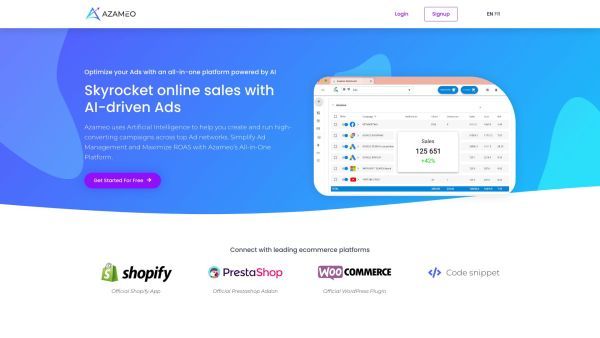 AZAMEO
Login
Signup
EN FR
Optimize your Ads with an all-in-one platform powered by AI
Skyrocket online sales with
AI-driven Ads
Azameo uses Artificial Intelligence to help you create and run high-
converting campaigns across top Ad networks. Simplify Ad
Management and Maximize ROAS with Azameo's All-in-One
Platform.
Get Started For Free
Sales
125 651
+42%
Connect with leading ecommerce platforms
shopify
PrestaShop
WOO COMMERCE
Code snippet
Official Shopify App
Official Prestashop Addon
Official WordPress Plugin